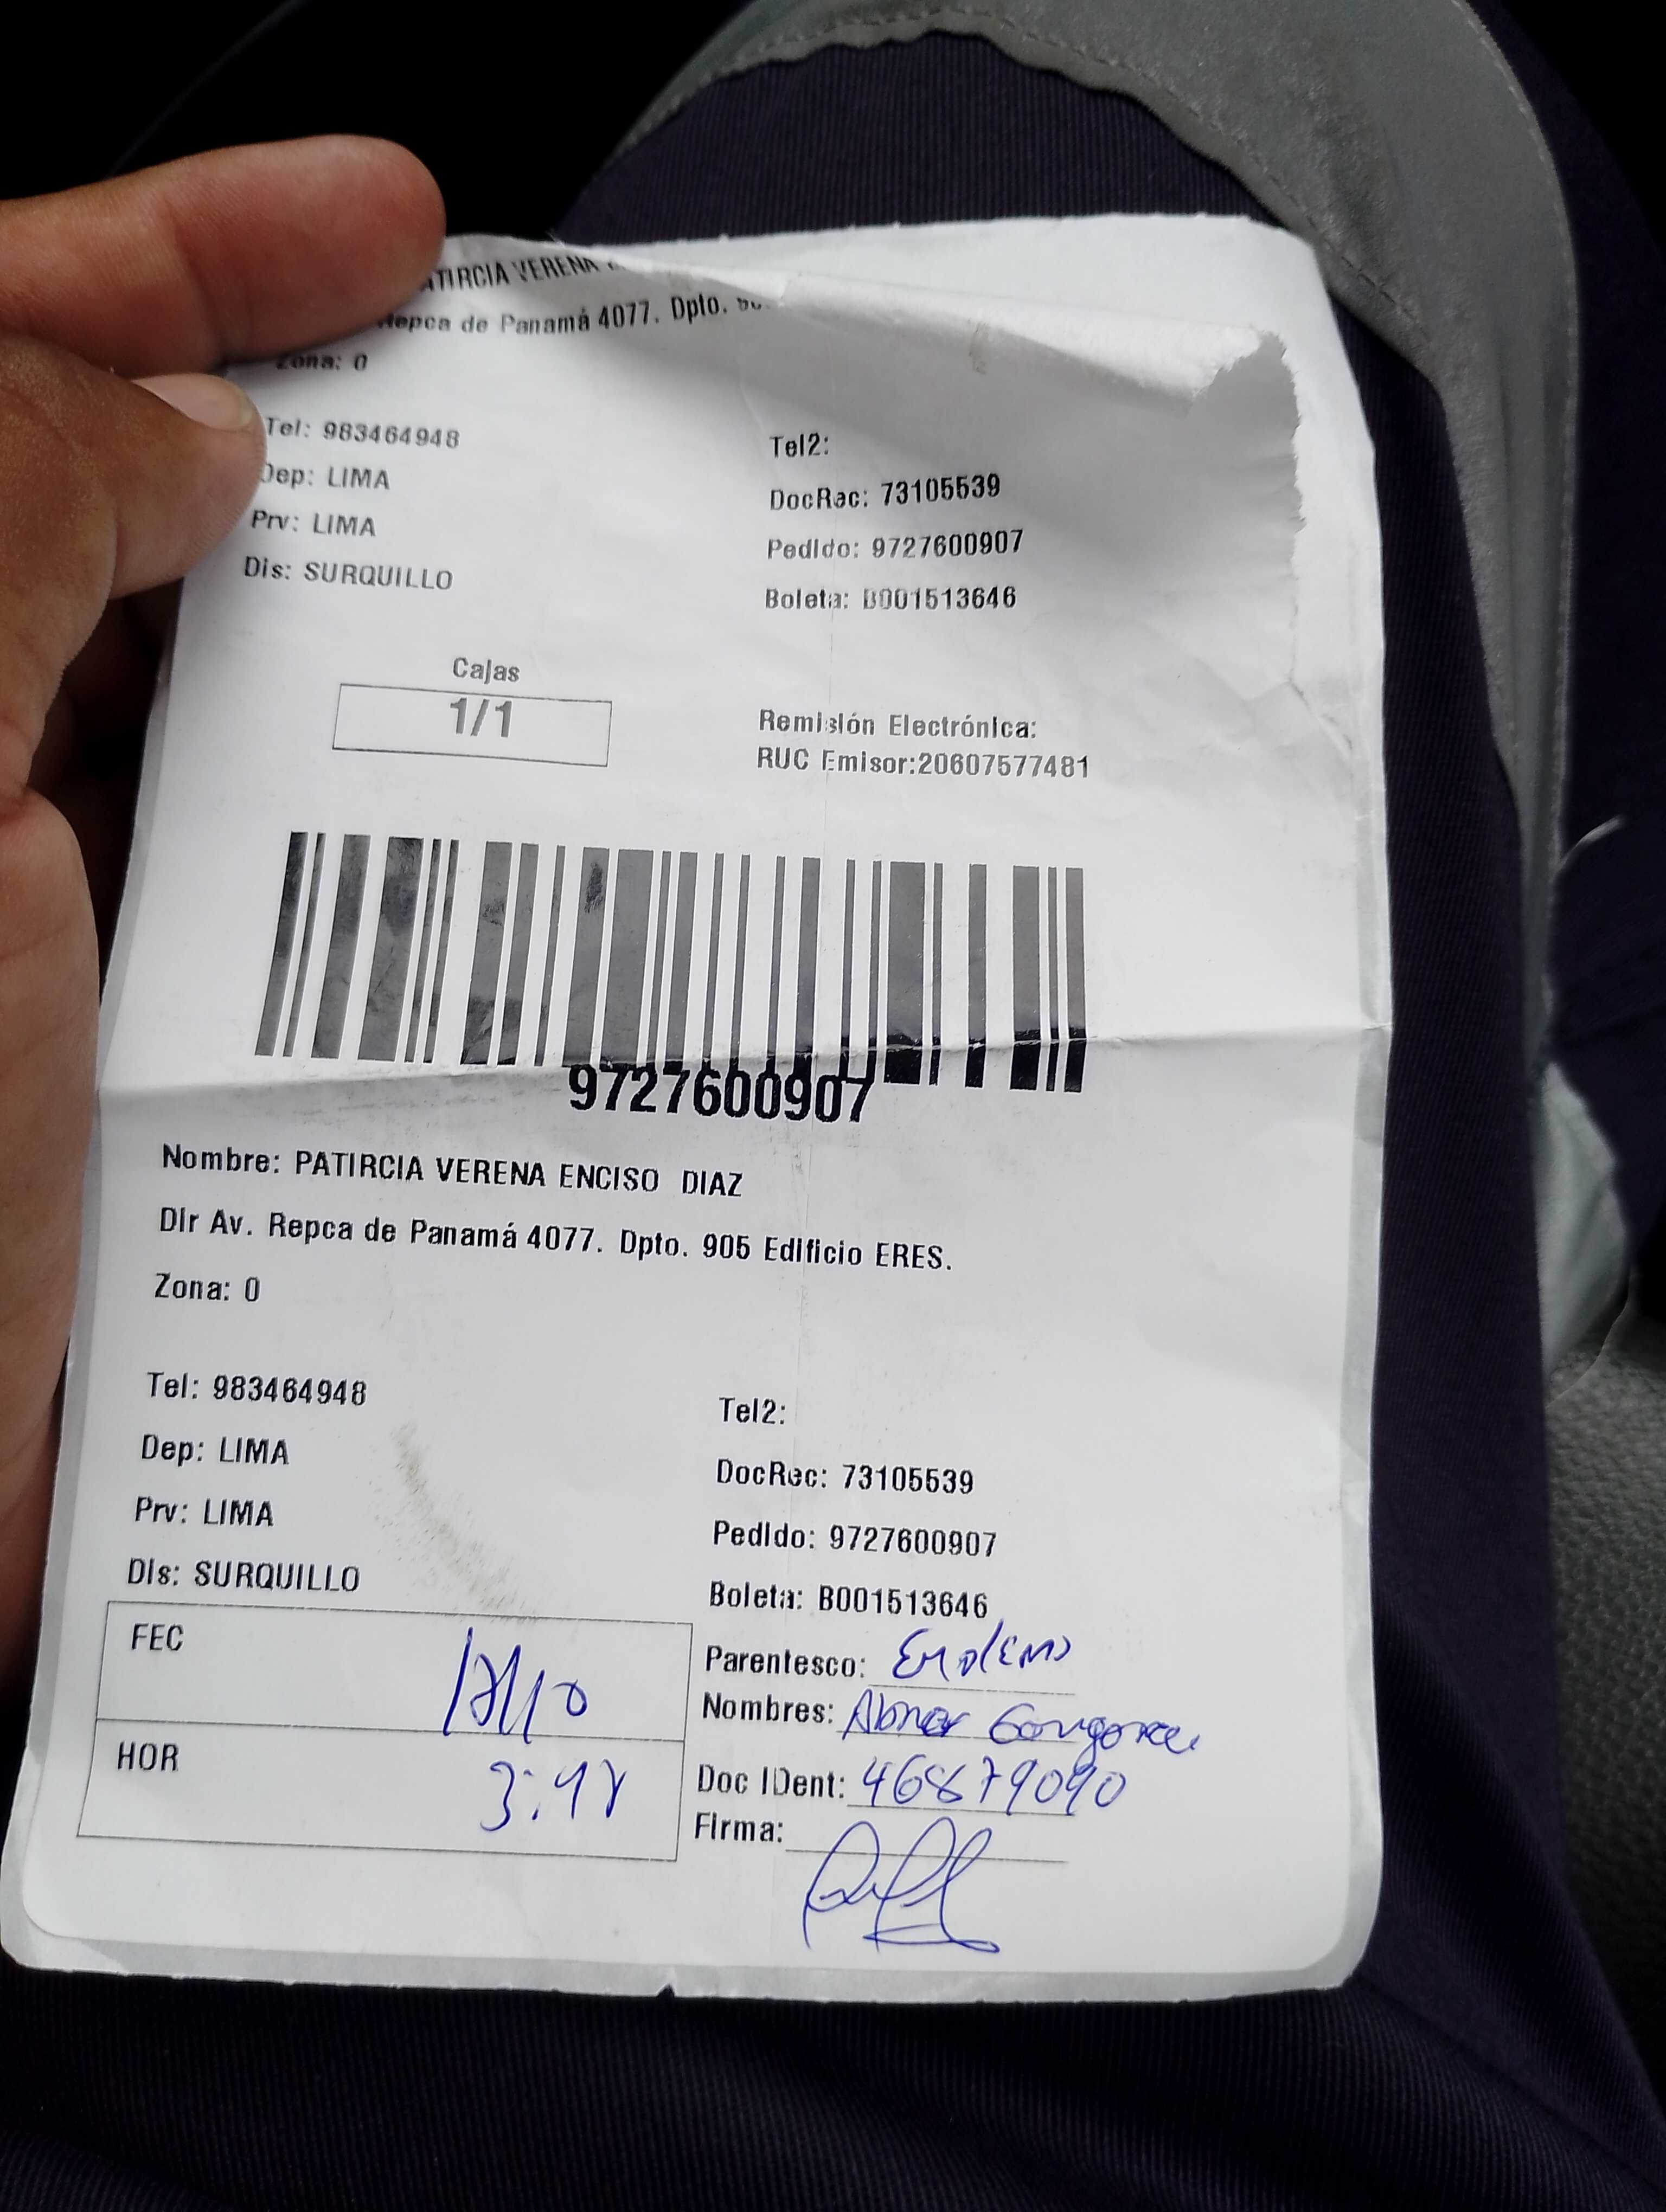 ATIRCIA VERENA
Repca de Panamá 4077. Dpto.
Zona: 0
Tel: 983464948
Tel2:
Dep: LIMA
DocRec: 73105539
Prv: LIMA
Pedido: 9727600907
Dis: SURQUILLO
Boleta: B001513646
Cajas
1/1
Remisión Electrónica:
RUC Emisor:20607577481
9727600907
Nombre: PATIRCIA VERENA ENCISO DIAZ
Dir Av. Repca de Panamá 4077. Dpto. 905 Edificio ERES.
Zona: 0
Tel: 983464948
Tel2:
Dep: LIMA
DocRec: 73105539
Prv: LIMA
Pedido: 9727600907
Dis: SURQUILLO
Boleta: B001513646
FEC
Parentesco:
Nombres: Abner Gongora
HOR
Doc IDent: 46879090
Firma: